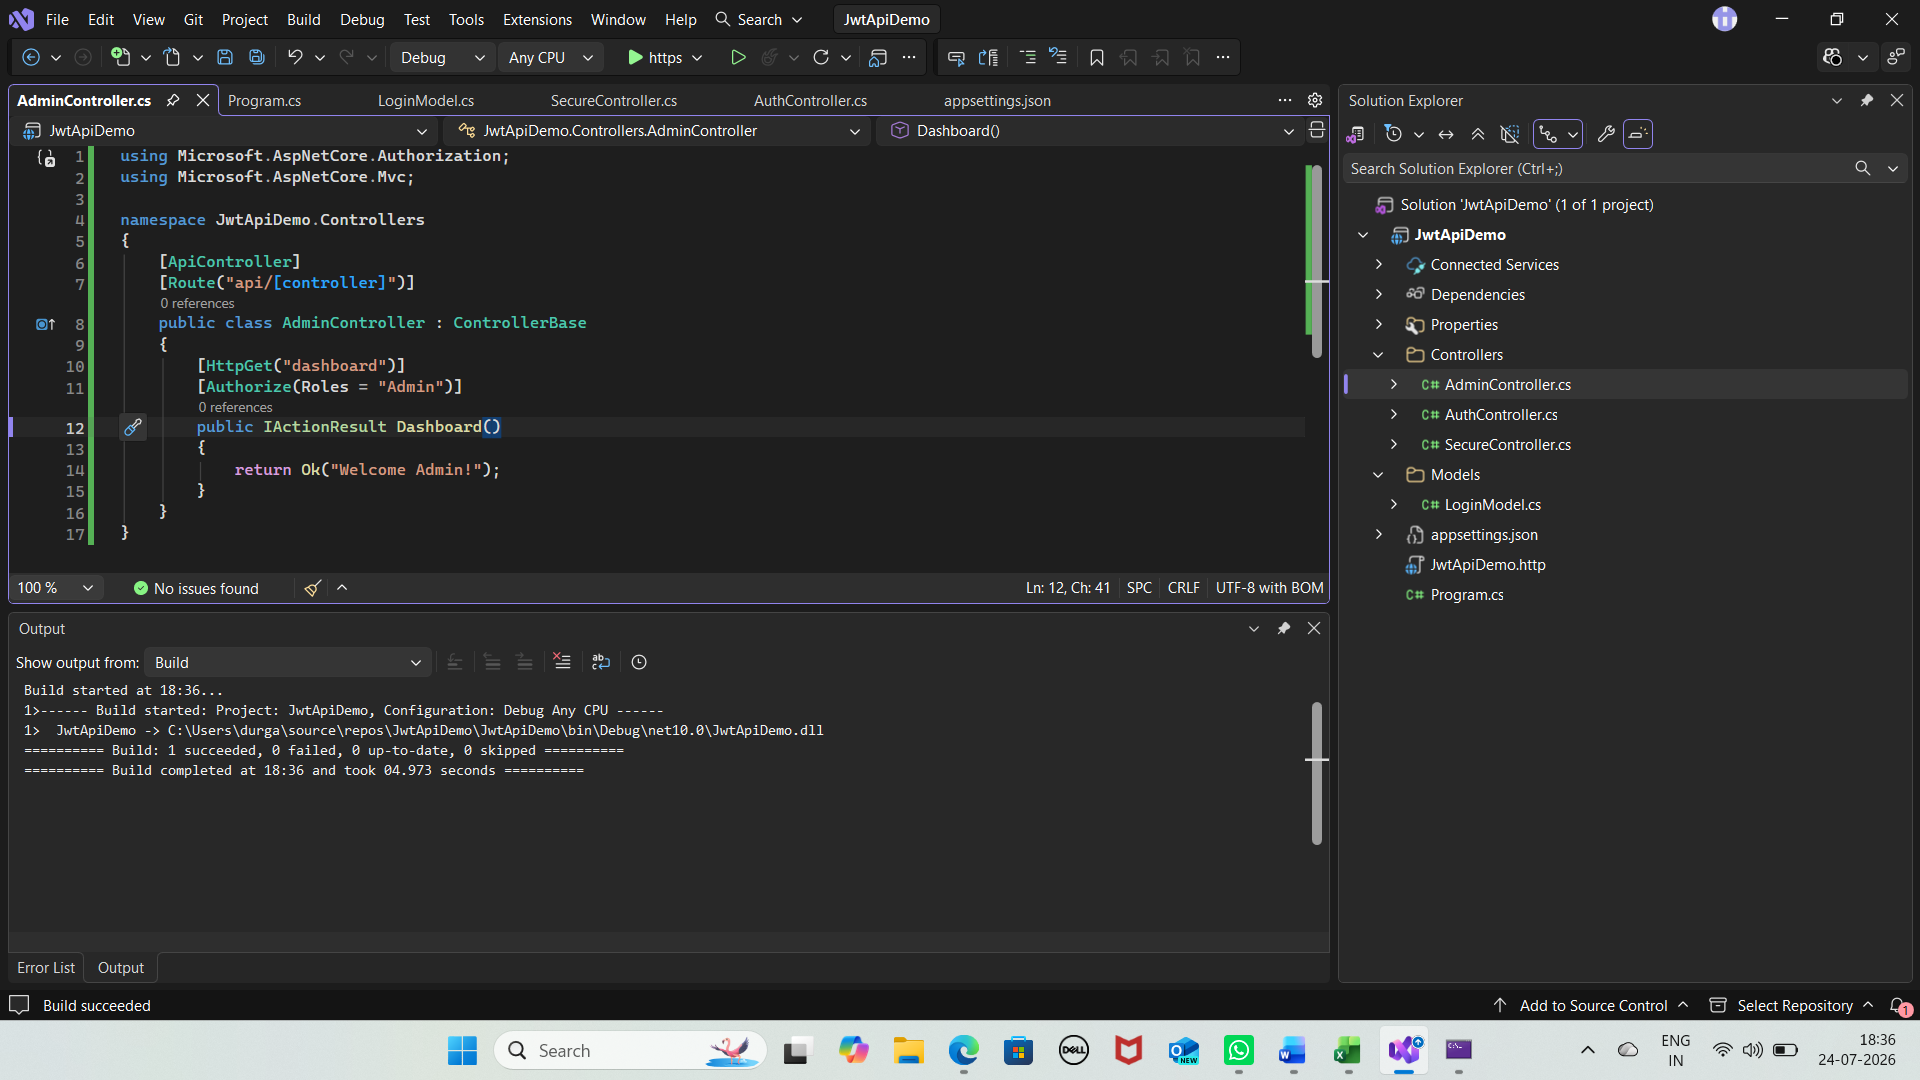 File Edit View Git Project Build Debug Test Tools Extensions Window Help Search JwtApiDemo
Debug Any CPU https
AdminController.cs Program.cs LoginModel.cs SecureController.cs AuthController.cs appsettings.json
JwtApiDemo JwtApiDemo.Controllers.AdminController Dashboard()
1 using Microsoft.AspNetCore.Authorization;
2 using Microsoft.AspNetCore.Mvc;
3
4 namespace JwtApiDemo.Controllers
5 {
6 [ApiController]
7 [Route("api/[controller]")]
0 references
8 public class AdminController : ControllerBase
9 {
10 [HttpGet("dashboard")]
11 [Authorize(Roles = "Admin")]
0 references
12 public IActionResult Dashboard()
13 {
14 return Ok("Welcome Admin!");
15 }
16 }
17 }
100 % No issues found Ln: 12, Ch: 41 SPC CRLF UTF-8 with BOM
Output
Show output from: Build
Build started at 18:36...
1>------ Build started: Project: JwtApiDemo, Configuration: Debug Any CPU ------
1>  JwtApiDemo -> C:\Users\durga\source\repos\JwtApiDemo\JwtApiDemo\bin\Debug\net10.0\JwtApiDemo.dll
========== Build: 1 succeeded, 0 failed, 0 up-to-date, 0 skipped ==========
========== Build completed at 18:36 and took 04.973 seconds ==========
Error List Output
Solution Explorer
Search Solution Explorer (Ctrl+;)
Solution 'JwtApiDemo' (1 of 1 project)
JwtApiDemo
Connected Services
Dependencies
Properties
Controllers
C# AdminController.cs
C# AuthController.cs
C# SecureController.cs
Models
C# LoginModel.cs
appsettings.json
JwtApiDemo.http
C# Program.cs
Build succeeded Add to Source Control Select Repository 1
Search DELL NEW ENG IN 18:36 24-07-2026